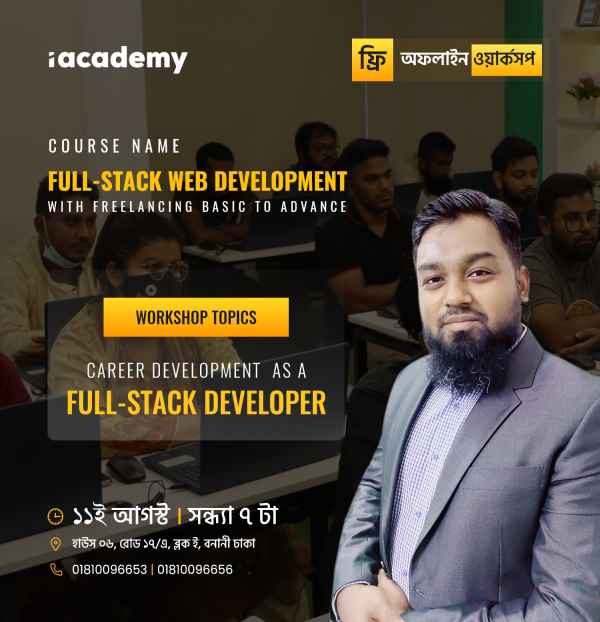 iacademy
ফ্রি অফলাইন ওয়ার্কসপ
COURSE NAME
FULL-STACK WEB DEVELOPMENT
WITH FREELANCING BASIC TO ADVANCE
WORKSHOP TOPICS
CAREER DEVELOPMENT AS A
FULL-STACK DEVELOPER
১১ই আগস্ট | সন্ধ্যা ৭ টা
হাউস ০৬, রোড ১৭/এ, ব্লক ই, বনানী ঢাকা
01810096653 | 01810096656